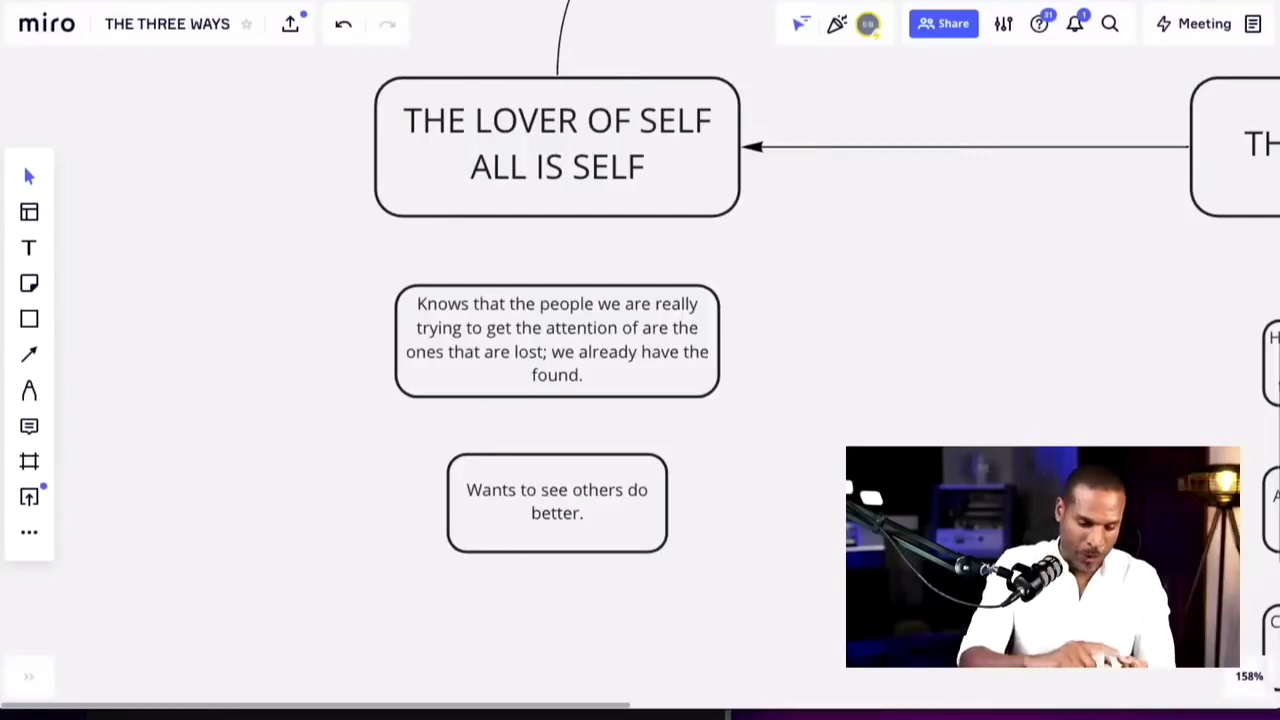 miro
THE THREE WAYS
Share
31
1
Meeting
THE LOVER OF SELF
ALL IS SELF
TH
Knows that the people we are really
trying to get the attention of are the
ones that are lost; we already have the
found.
H
Wants to see others do
better.
A
C
158%